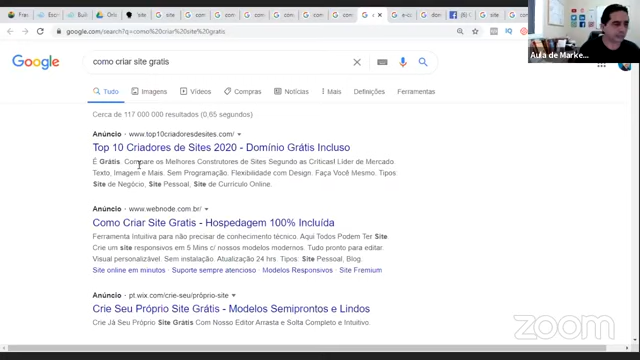 google.com/search?q=como%20criar%20site%20gratis
Aula de Marke...
Google
como criar site gratis
Tudo
Imagens
Vídeos
Compras
Notícias
Mais
Definições
Ferramentas
Cerca de 117 000 000 resultados (0,65 segundos)
Anúncio · www.top10criadoresdesites.com/
Top 10 Criadores de Sites 2020 - Domínio Grátis Incluso
É Grátis. Compare os Melhores Construtores de Sites Segundo as Críticas! Líder de Mercado.
Texto, Imagem e Mais. Sem Programação. Flexibilidade com Design. Faça Você Mesmo. Tipos
Site de Negócio, Site Pessoal, Site de Currículo Online.
Anúncio · www.webnode.com.br/
Como Criar Site Gratis - Hospedagem 100% Incluída
Ferramenta Intuitiva para não precisar de conhecimento técnico. Aqui Todos Podem Ter Site
Crie um site responsivos em 5 Mins c/ nossos modelos modernos. Tudo pronto para editar.
Visual personalizável. Sem instalação. Atualização 24 hrs. Tipos: Site Pessoal, Blog.
Site online em minutos · Suporte sempre atencioso · Modelos Responsivos · Site Fremium
Anúncio · pt.wix.com/crie-seu/próprio-site
Crie Seu Próprio Site Grátis - Modelos Semiprontos e Lindos
Crie Já Seu Próprio Site Grátis Com Nosso Editor Arrasta e Solta Completo e Intuitivo.
zoom